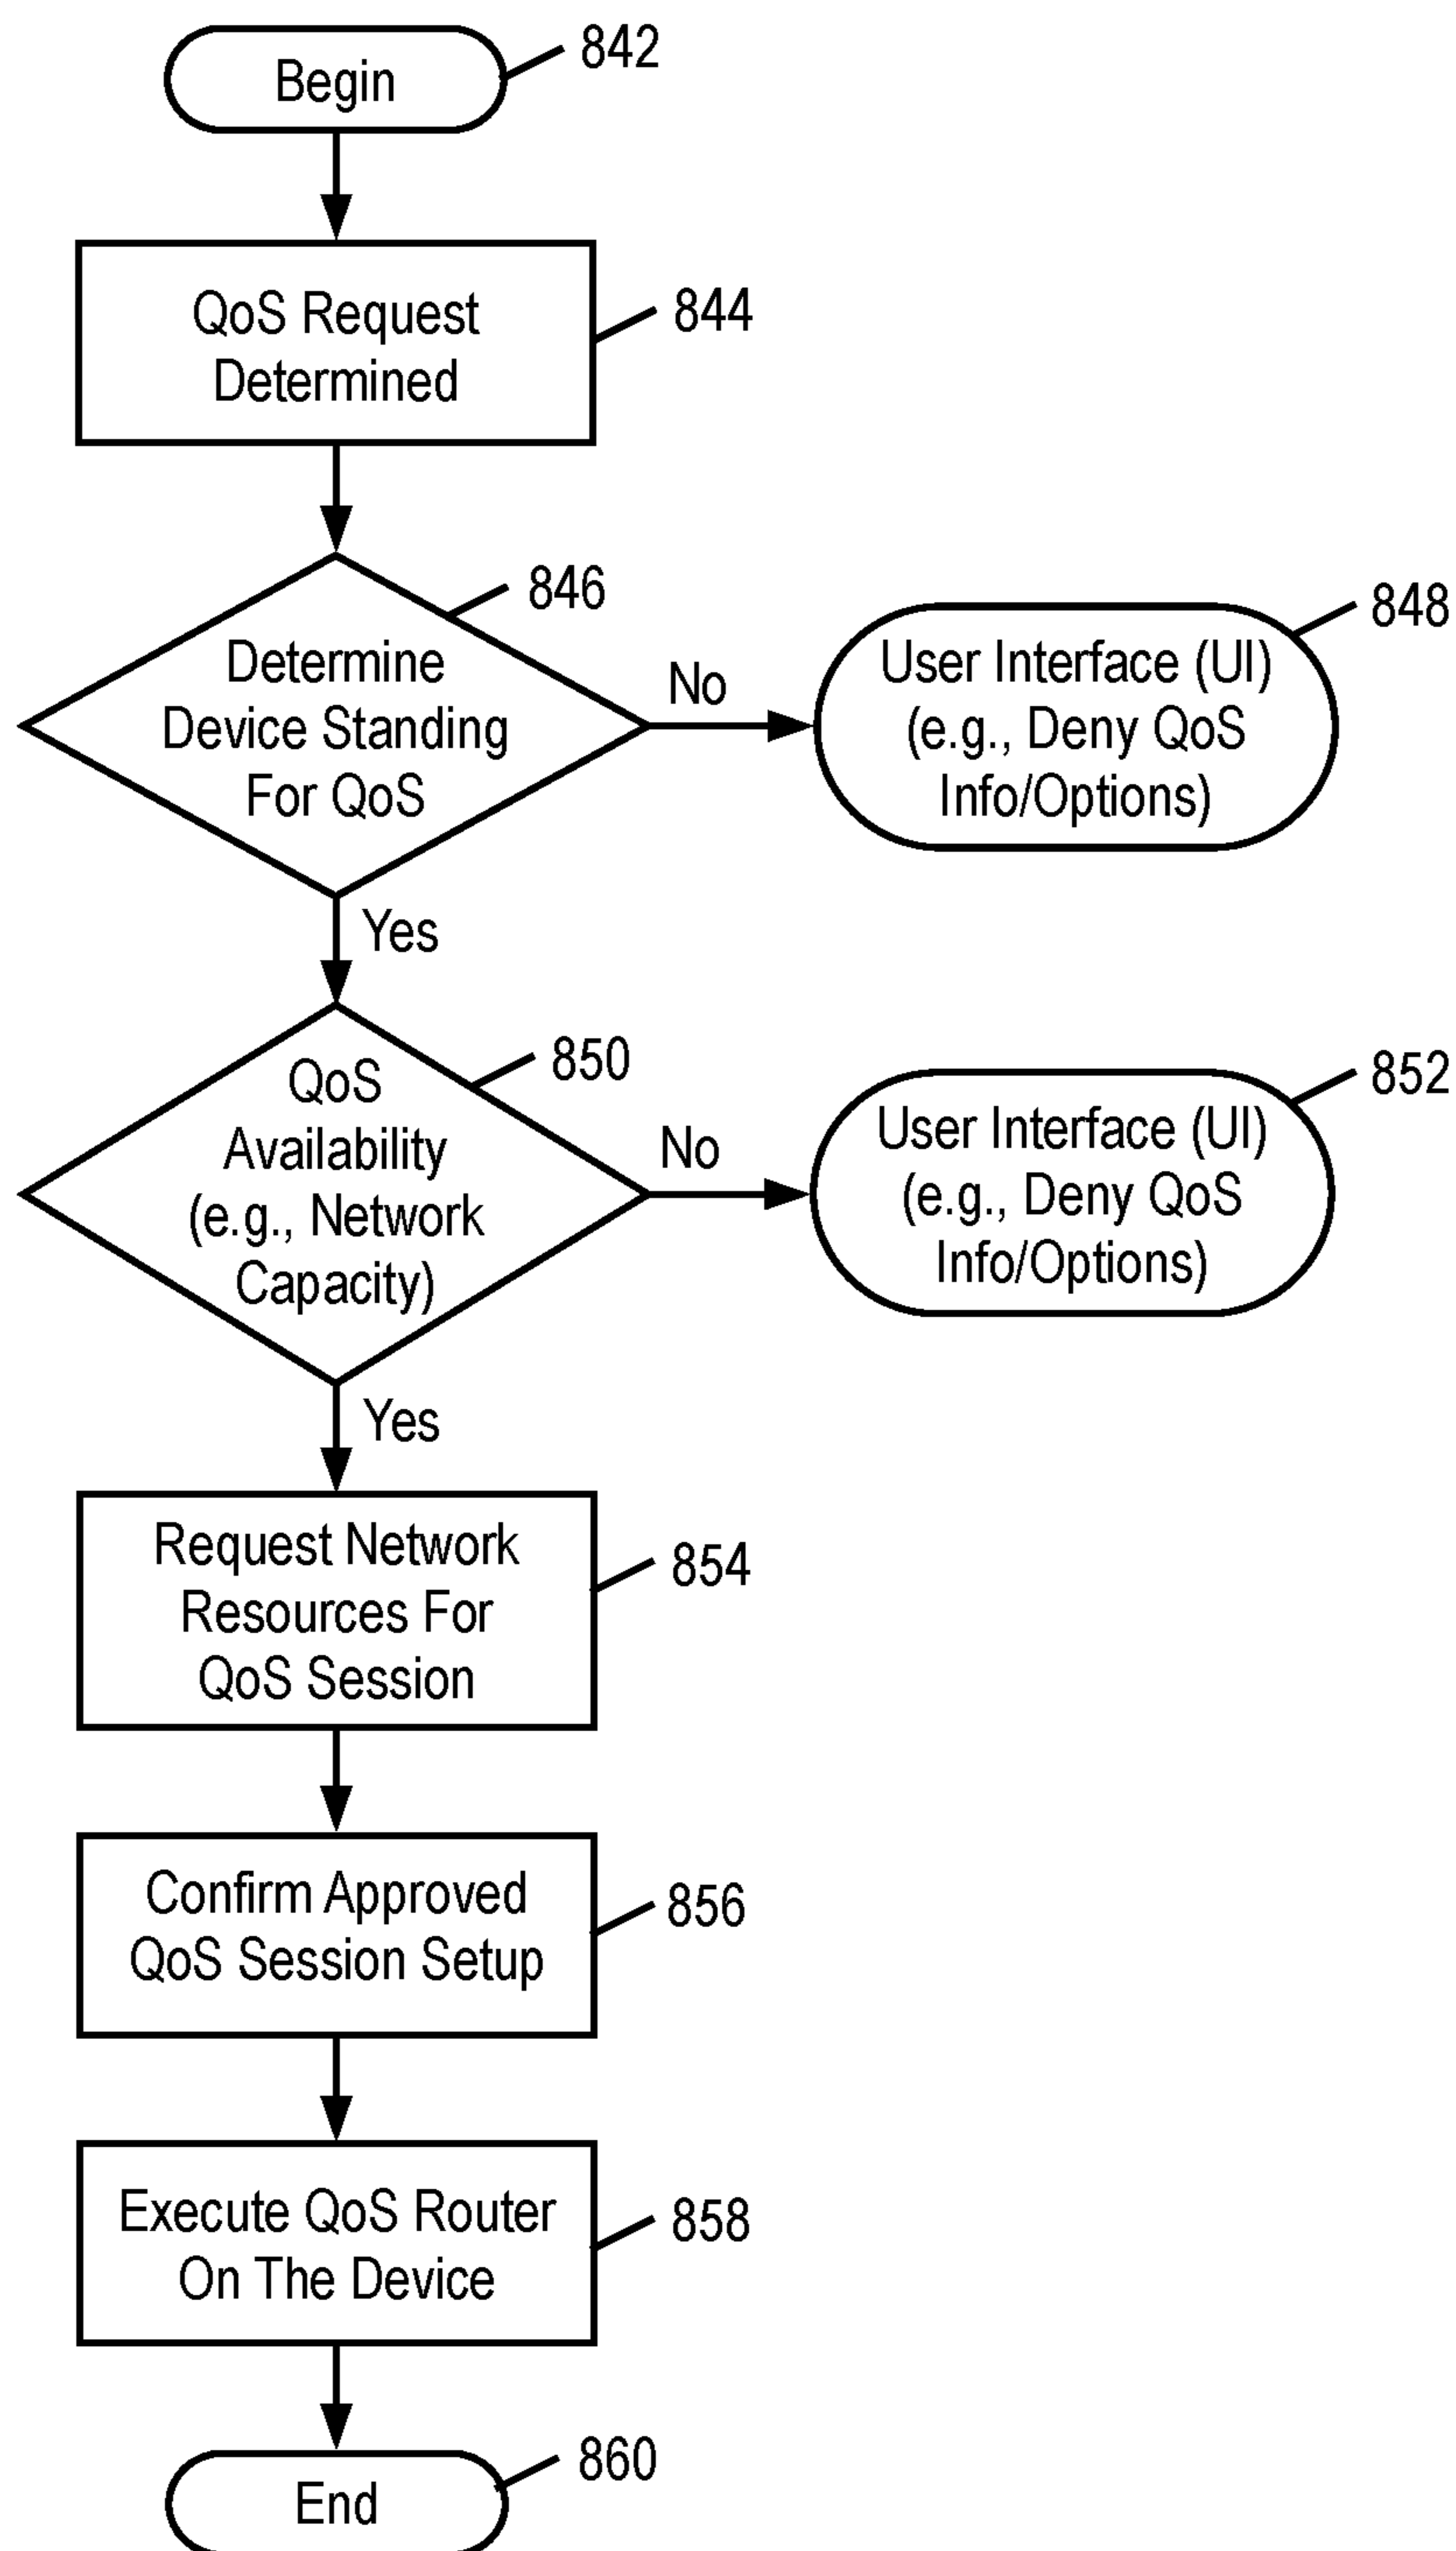 Begin
842
QoS Request
Determined
844
846
Determine
Device Standing
For QoS
No
848
User Interface (UI)
(e.g., Deny QoS
Info/Options)
Yes
850
QoS
Availability
(e.g., Network
Capacity)
No
852
User Interface (UI)
(e.g., Deny QoS
Info/Options)
Yes
Request Network
Resources For
QoS Session
854
Confirm Approved
QoS Session Setup
856
Execute QoS Router
On The Device
858
End
860